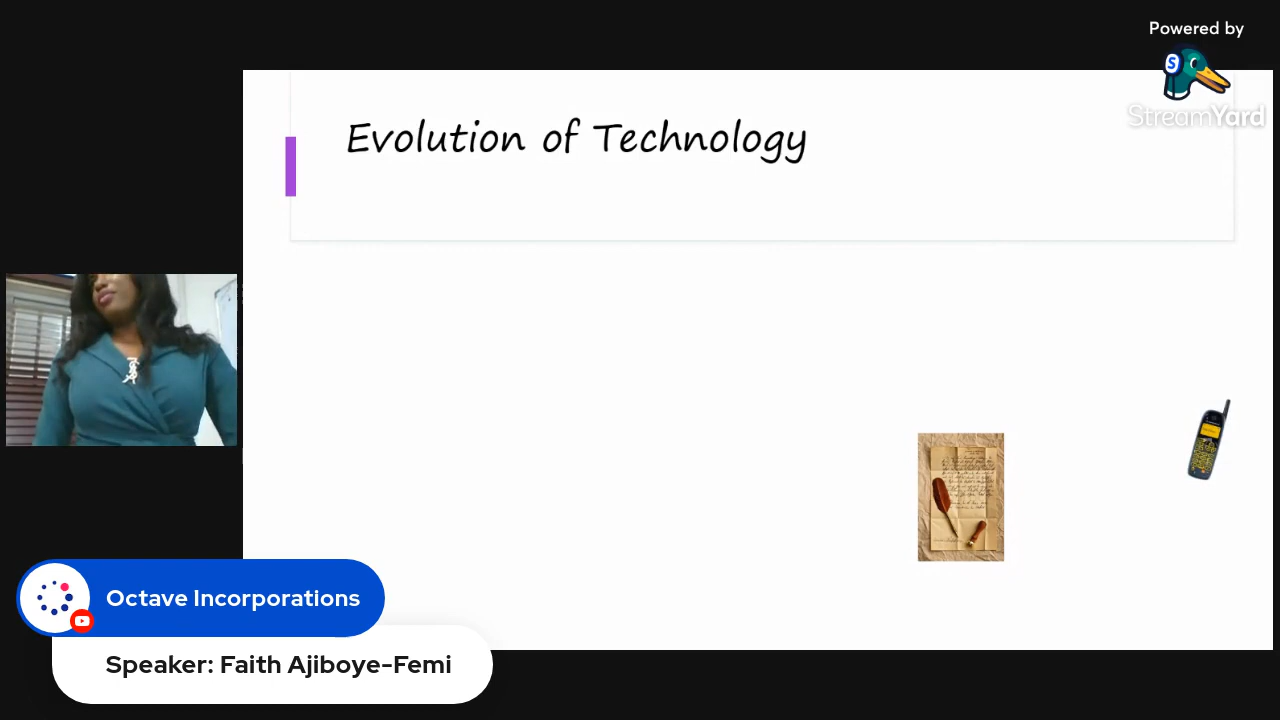 Powered by
StreamYard
Evolution of Technology
Octave Incorporations
Speaker: Faith Ajiboye-Femi